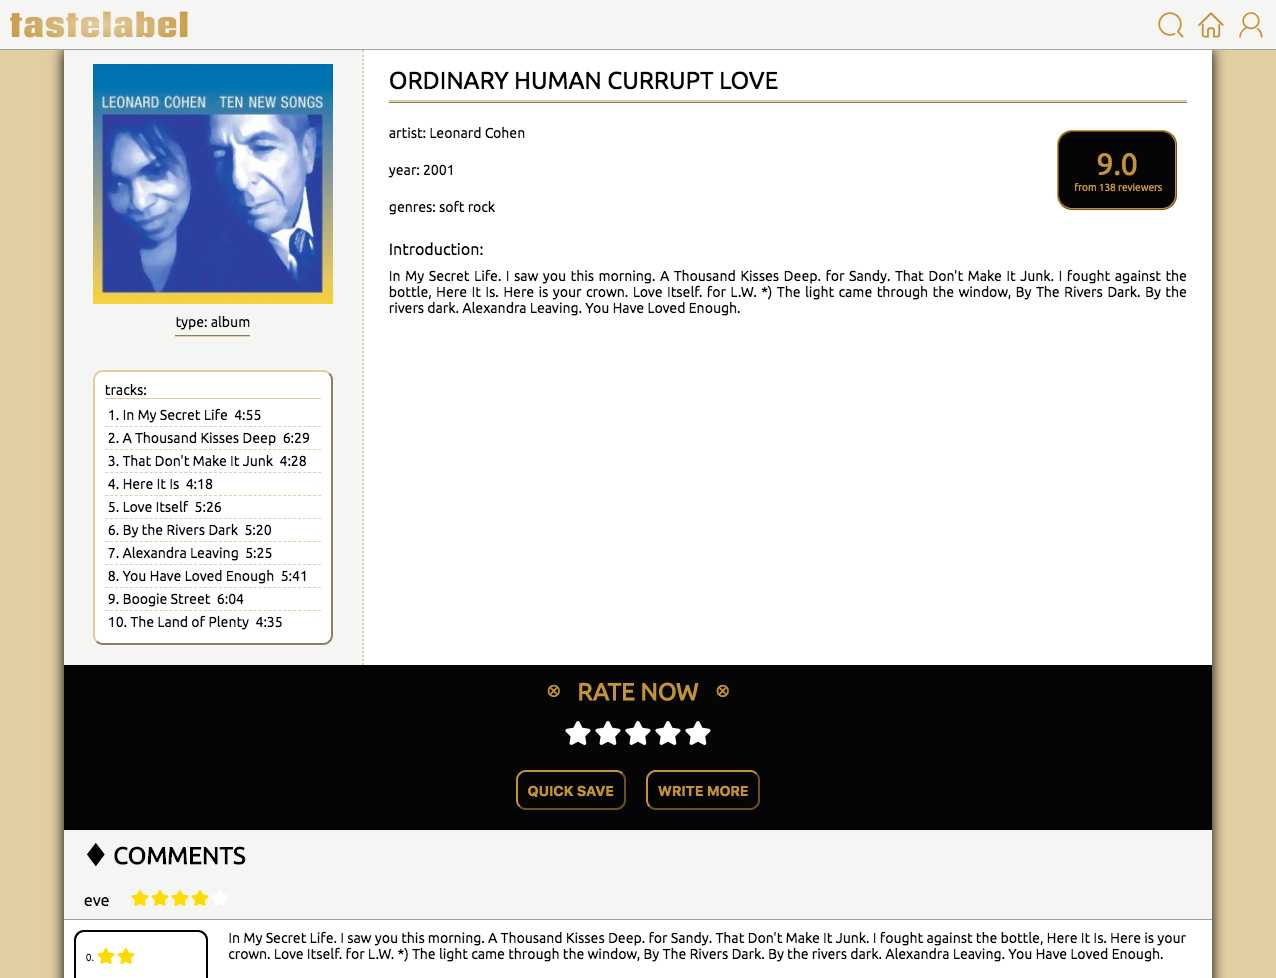 tastelabel
LEONARD COHEN TEN NEW SONGS
type: album
tracks:
1. In My Secret Life 4:55
2. A Thousand Kisses Deep 6:29
3. That Don't Make It Junk 4:28
4. Here It Is 4:18
5. Love Itself 5:26
6. By the Rivers Dark 5:20
7. Alexandra Leaving 5:25
8. You Have Loved Enough 5:41
9. Boogie Street 6:04
10. The Land of Plenty 4:35
ORDINARY HUMAN CURRUPT LOVE
artist: Leonard Cohen
year: 2001
genres: soft rock
9.0
from 138 reviewers
Introduction:
In My Secret Life. I saw you this morning. A Thousand Kisses Deep. for Sandy. That Don't Make It Junk. I fought against the
bottle, Here It Is. Here is your crown. Love Itself. for L.W. *) The light came through the window, By The Rivers Dark. By the
rivers dark. Alexandra Leaving. You Have Loved Enough.
RATE NOW
QUICK SAVE WRITE MORE
COMMENTS
eve
0.
In My Secret Life. I saw you this morning. A Thousand Kisses Deep. for Sandy. That Don't Make It Junk. I fought against the bottle, Here It Is. Here is your
crown. Love Itself. for L.W. *) The light came through the window, By The Rivers Dark. By the rivers dark. Alexandra Leaving. You Have Loved Enough.